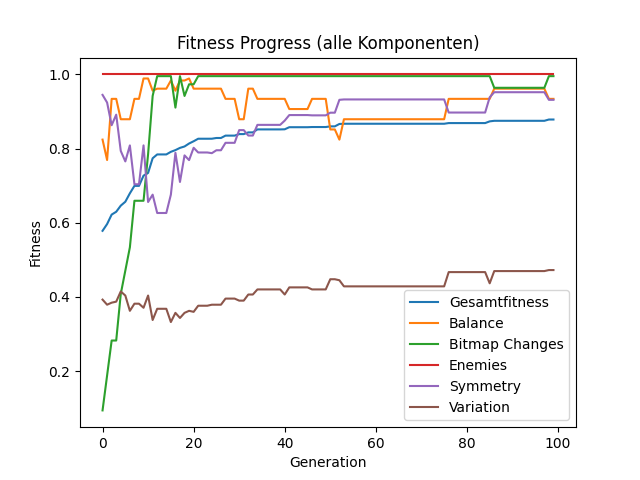 Fitness Progress (alle Komponenten)
1.0
0.8
0.6
0.4
0.2
Fitness
0
20
40
60
80
100
Generation
Gesamtfitness
Balance
Bitmap Changes
Enemies
Symmetry
Variation